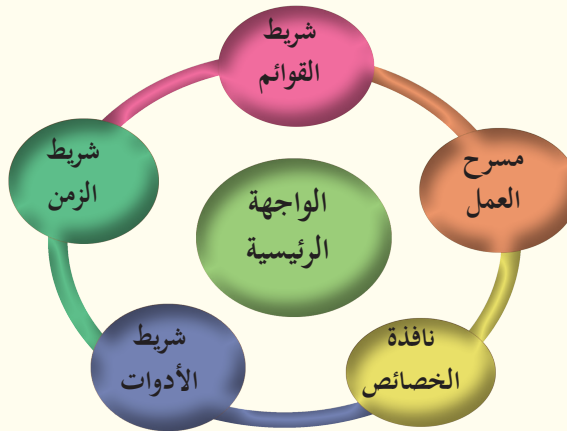 شريط
القوائم
مسرح
العمل
شريط
الزمن
الواجهة
الرئيسية
نافذة
الخصائص
شريط
الأدوات